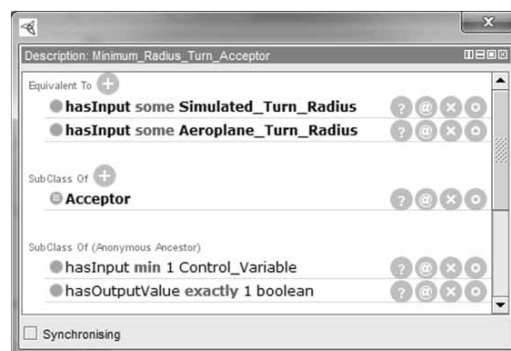 Description: Minimum_Radius_Turn_Acceptor
Equivalent To
hasInput some Simulated_Turn_Radius
hasInput some Aeroplane_Turn_Radius
SubClass Of
Acceptor
SubClass Of (Anonymous Ancestor)
hasInput min 1 Control_Variable
hasOutputValue exactly 1 boolean
Synchronising